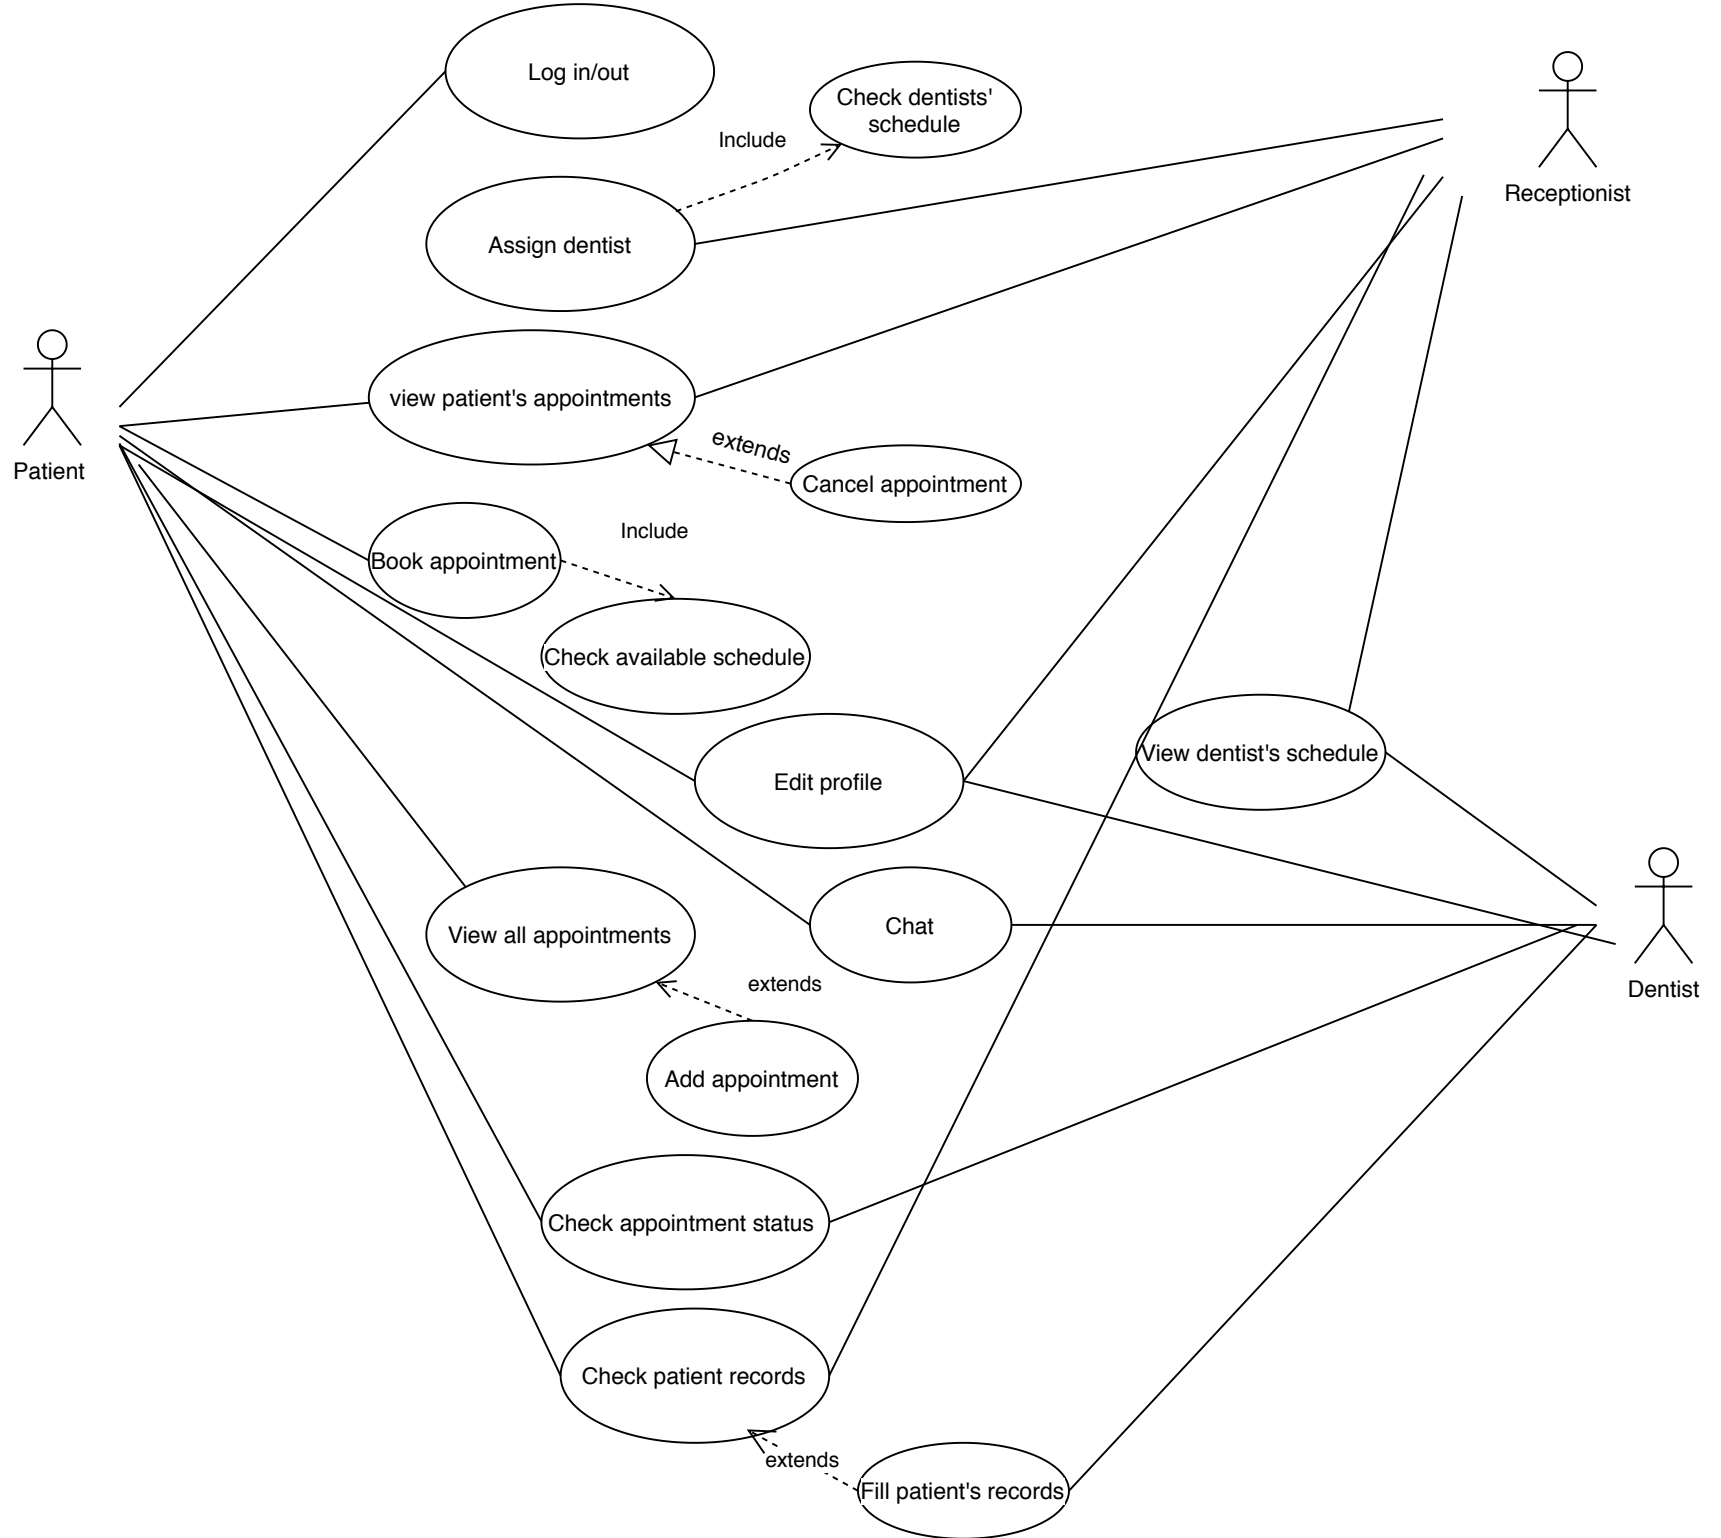 Log in/out
Check dentists'
schedule
Include
Receptionist
Assign dentist
view patient's appointments
extends
Patient
Cancel appointment
Include
Book appointment
Check available schedule
View dentist's schedule
Edit profile
Chat
View all appointments
extends
Dentist
Add appointment
Check appointment status
Check patient records
extends
Fill patient's records